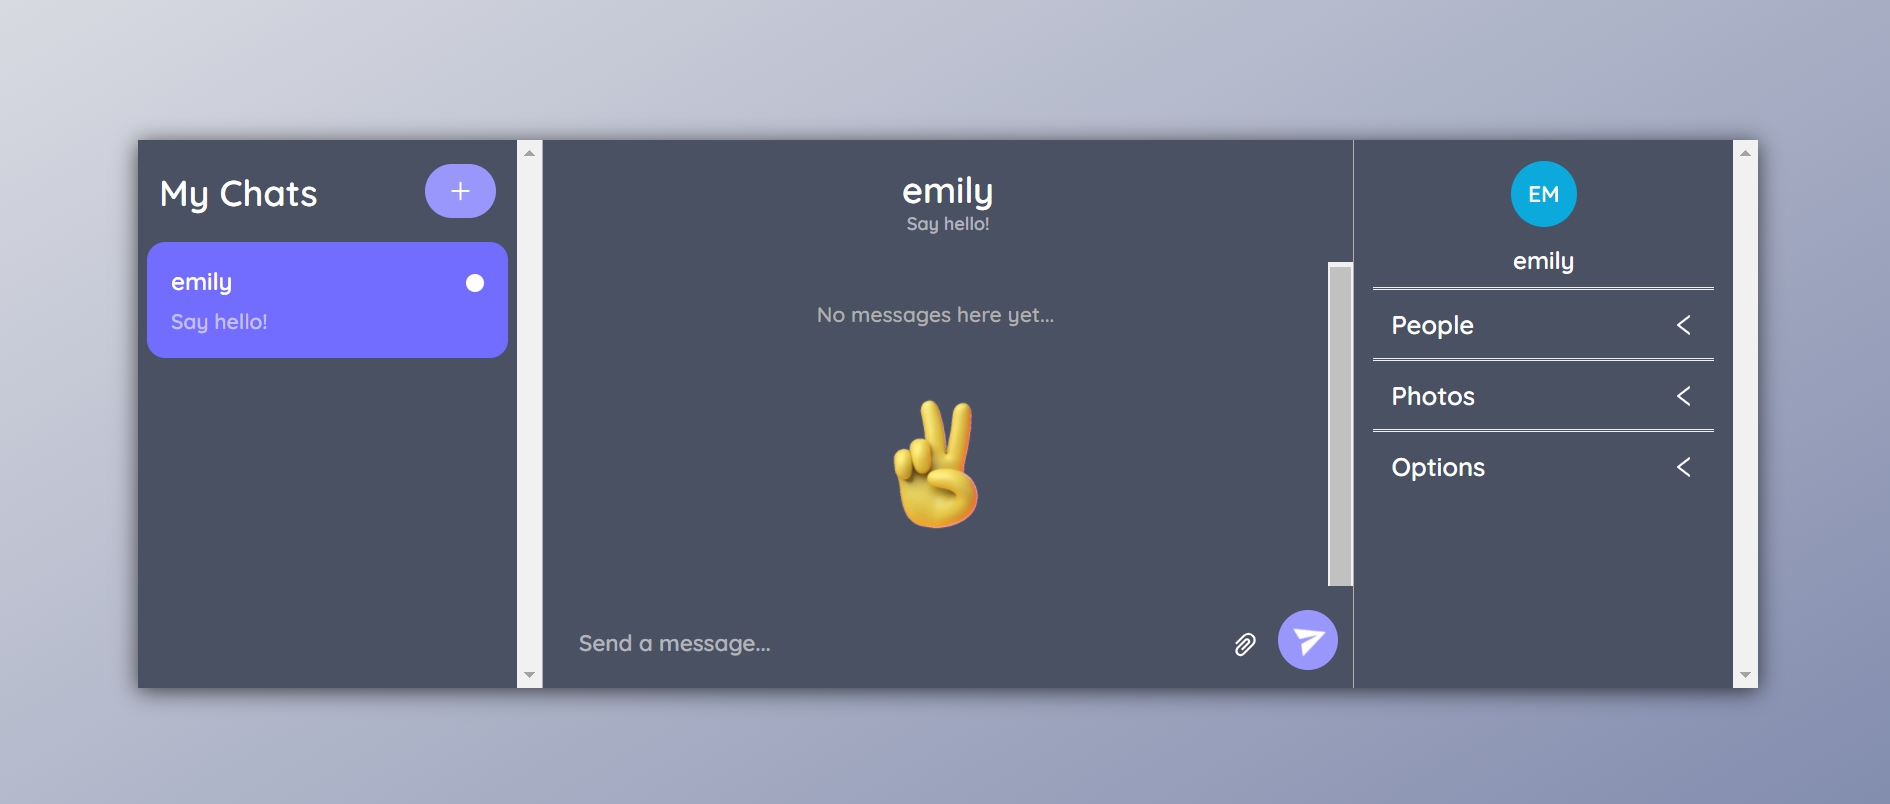 My Chats
+
emily
Say hello!
emily
Say hello!
No messages here yet...
Send a message...
EM
emily
People
Photos
Options